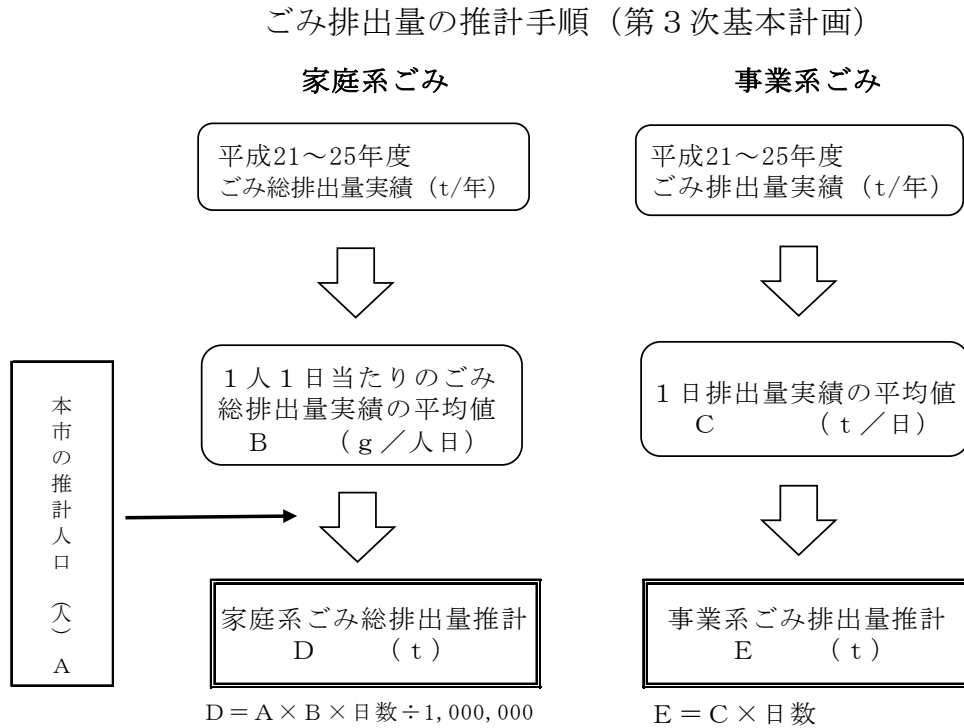 ごみ排出量の推計手順（第３次基本計画）
家庭系ごみ
事業系ごみ
平成21～25年度
ごみ総排出量実績（t/年）
平成21～25年度
ごみ排出量実績（t/年）
１人１日当たりのごみ
総排出量実績の平均値
Ｂ　　（ｇ／人日）
１日排出量実績の平均値
Ｃ　　　（ｔ／日）
本市の推計人口　（人）　Ａ
家庭系ごみ総排出量推計
Ｄ　　（ｔ）
事業系ごみ排出量推計
Ｅ　　（ｔ）
Ｄ＝Ａ×Ｂ×日数÷1,000,000
Ｅ＝Ｃ×日数